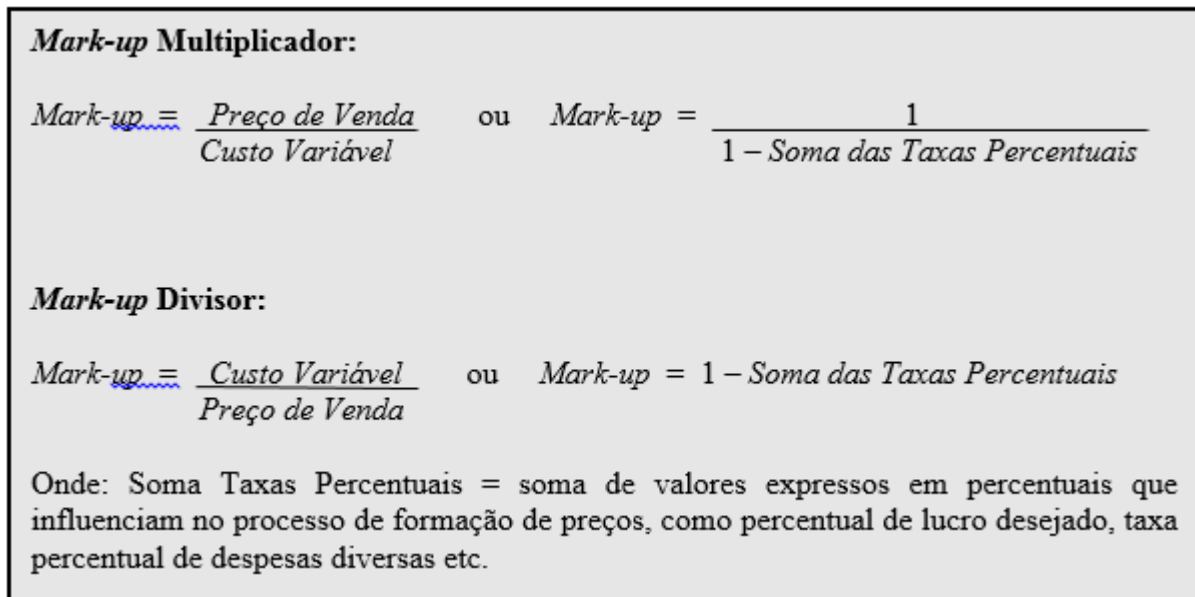 Mark-up Multiplicador:
Mark-up = Preço de Venda ou Mark-up = 1
Custo Variável 1 – Soma das Taxas Percentuais
Mark-up Divisor:
Mark-up = Custo Variável ou Mark-up = 1 – Soma das Taxas Percentuais
Preço de Venda
Onde: Soma Taxas Percentuais = soma de valores expressos em percentuais que
influenciam no processo de formação de preços, como percentual de lucro desejado, taxa
percentual de despesas diversas etc.